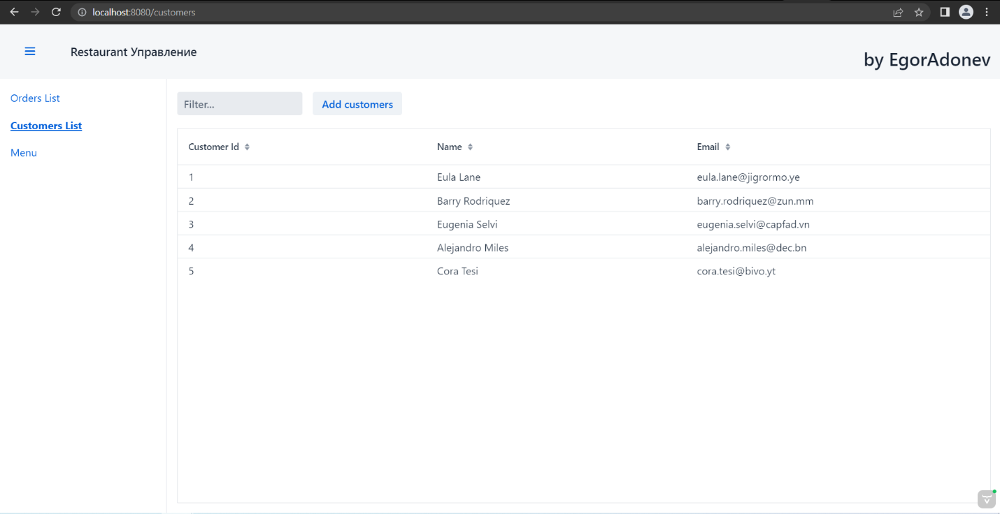 localhost:8080/customers
Restaurant Управление
by EgorAdonev
Orders List
Customers List
Menu
Filter...
Add customers
Customer Id Name Email
1 Eula Lane eula.lane@jigrormo.ye
2 Barry Rodriquez barry.rodriquez@zun.mm
3 Eugenia Selvi eugenia.selvi@capfad.vn
4 Alejandro Miles alejandro.miles@dec.bn
5 Cora Tesi cora.tesi@bivo.yt